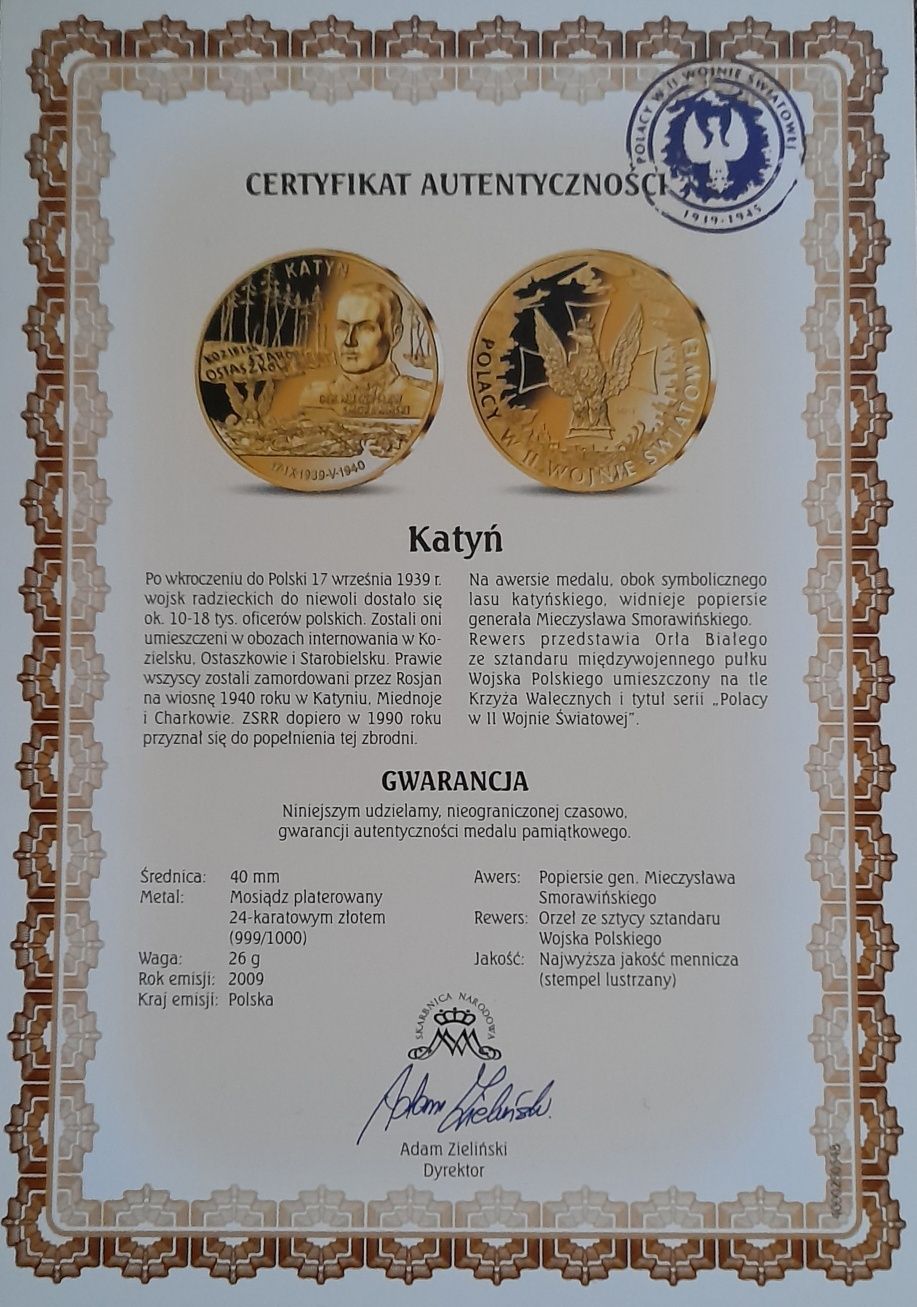 POLACY W II WOJNIE ŚWIATOWEJ
1939-1945
CERTYFIKAT AUTENTYCZNOŚCI
KATYŃ
KOZIELSK
OSTASZKÓW
GEN. MIECZYSŁAW
SMORAWIŃSKI
17-IX-1939-V-1940
POLACY W II WOJNIE ŚWIATOWEJ
Katyń
Po wkroczeniu do Polski 17 września 1939 r.
wojsk radzieckich do niewoli dostało się
ok. 10-18 tys. oficerów polskich. Zostali oni
umieszczeni w obozach internowania w Ko-
zielsku, Ostaszkowie i Starobielsku. Prawie
wszyscy zostali zamordowani przez Rosjan
na wiosnę 1940 roku w Katyniu, Miednoje
i Charkowie. ZSRR dopiero w 1990 roku
przyznał się do popełnienia tej zbrodni.
Na awersie medalu, obok symbolicznego
lasu katyńskiego, widnieje popiersie
generała Mieczysława Smorawińskiego.
Rewers przedstawia Orła Białego
ze sztandaru międzywojennego pułku
Wojska Polskiego umieszczony na tle
Krzyża Walecznych i tytuł serii „Polacy
w II Wojnie Światowej”.
GWARANCJA
Niniejszym udzielamy, nieograniczonej czasowo,
gwarancji autentyczności medalu pamiątkowego.
Średnica: 40 mm
Metal: Mosiądz platerowany
24-karatowym złotem
(999/1000)
Waga: 26 g
Rok emisji: 2009
Kraj emisji: Polska
Awers: Popiersie gen. Mieczysława
Smorawińskiego
Rewers: Orzeł ze sztycy sztandaru
Wojska Polskiego
Jakość: Najwyższa jakość mennicza
(stempel lustrzany)
SKARBNICA NARODOWA
Adam Zieliński
Adam Zieliński
Dyrektor